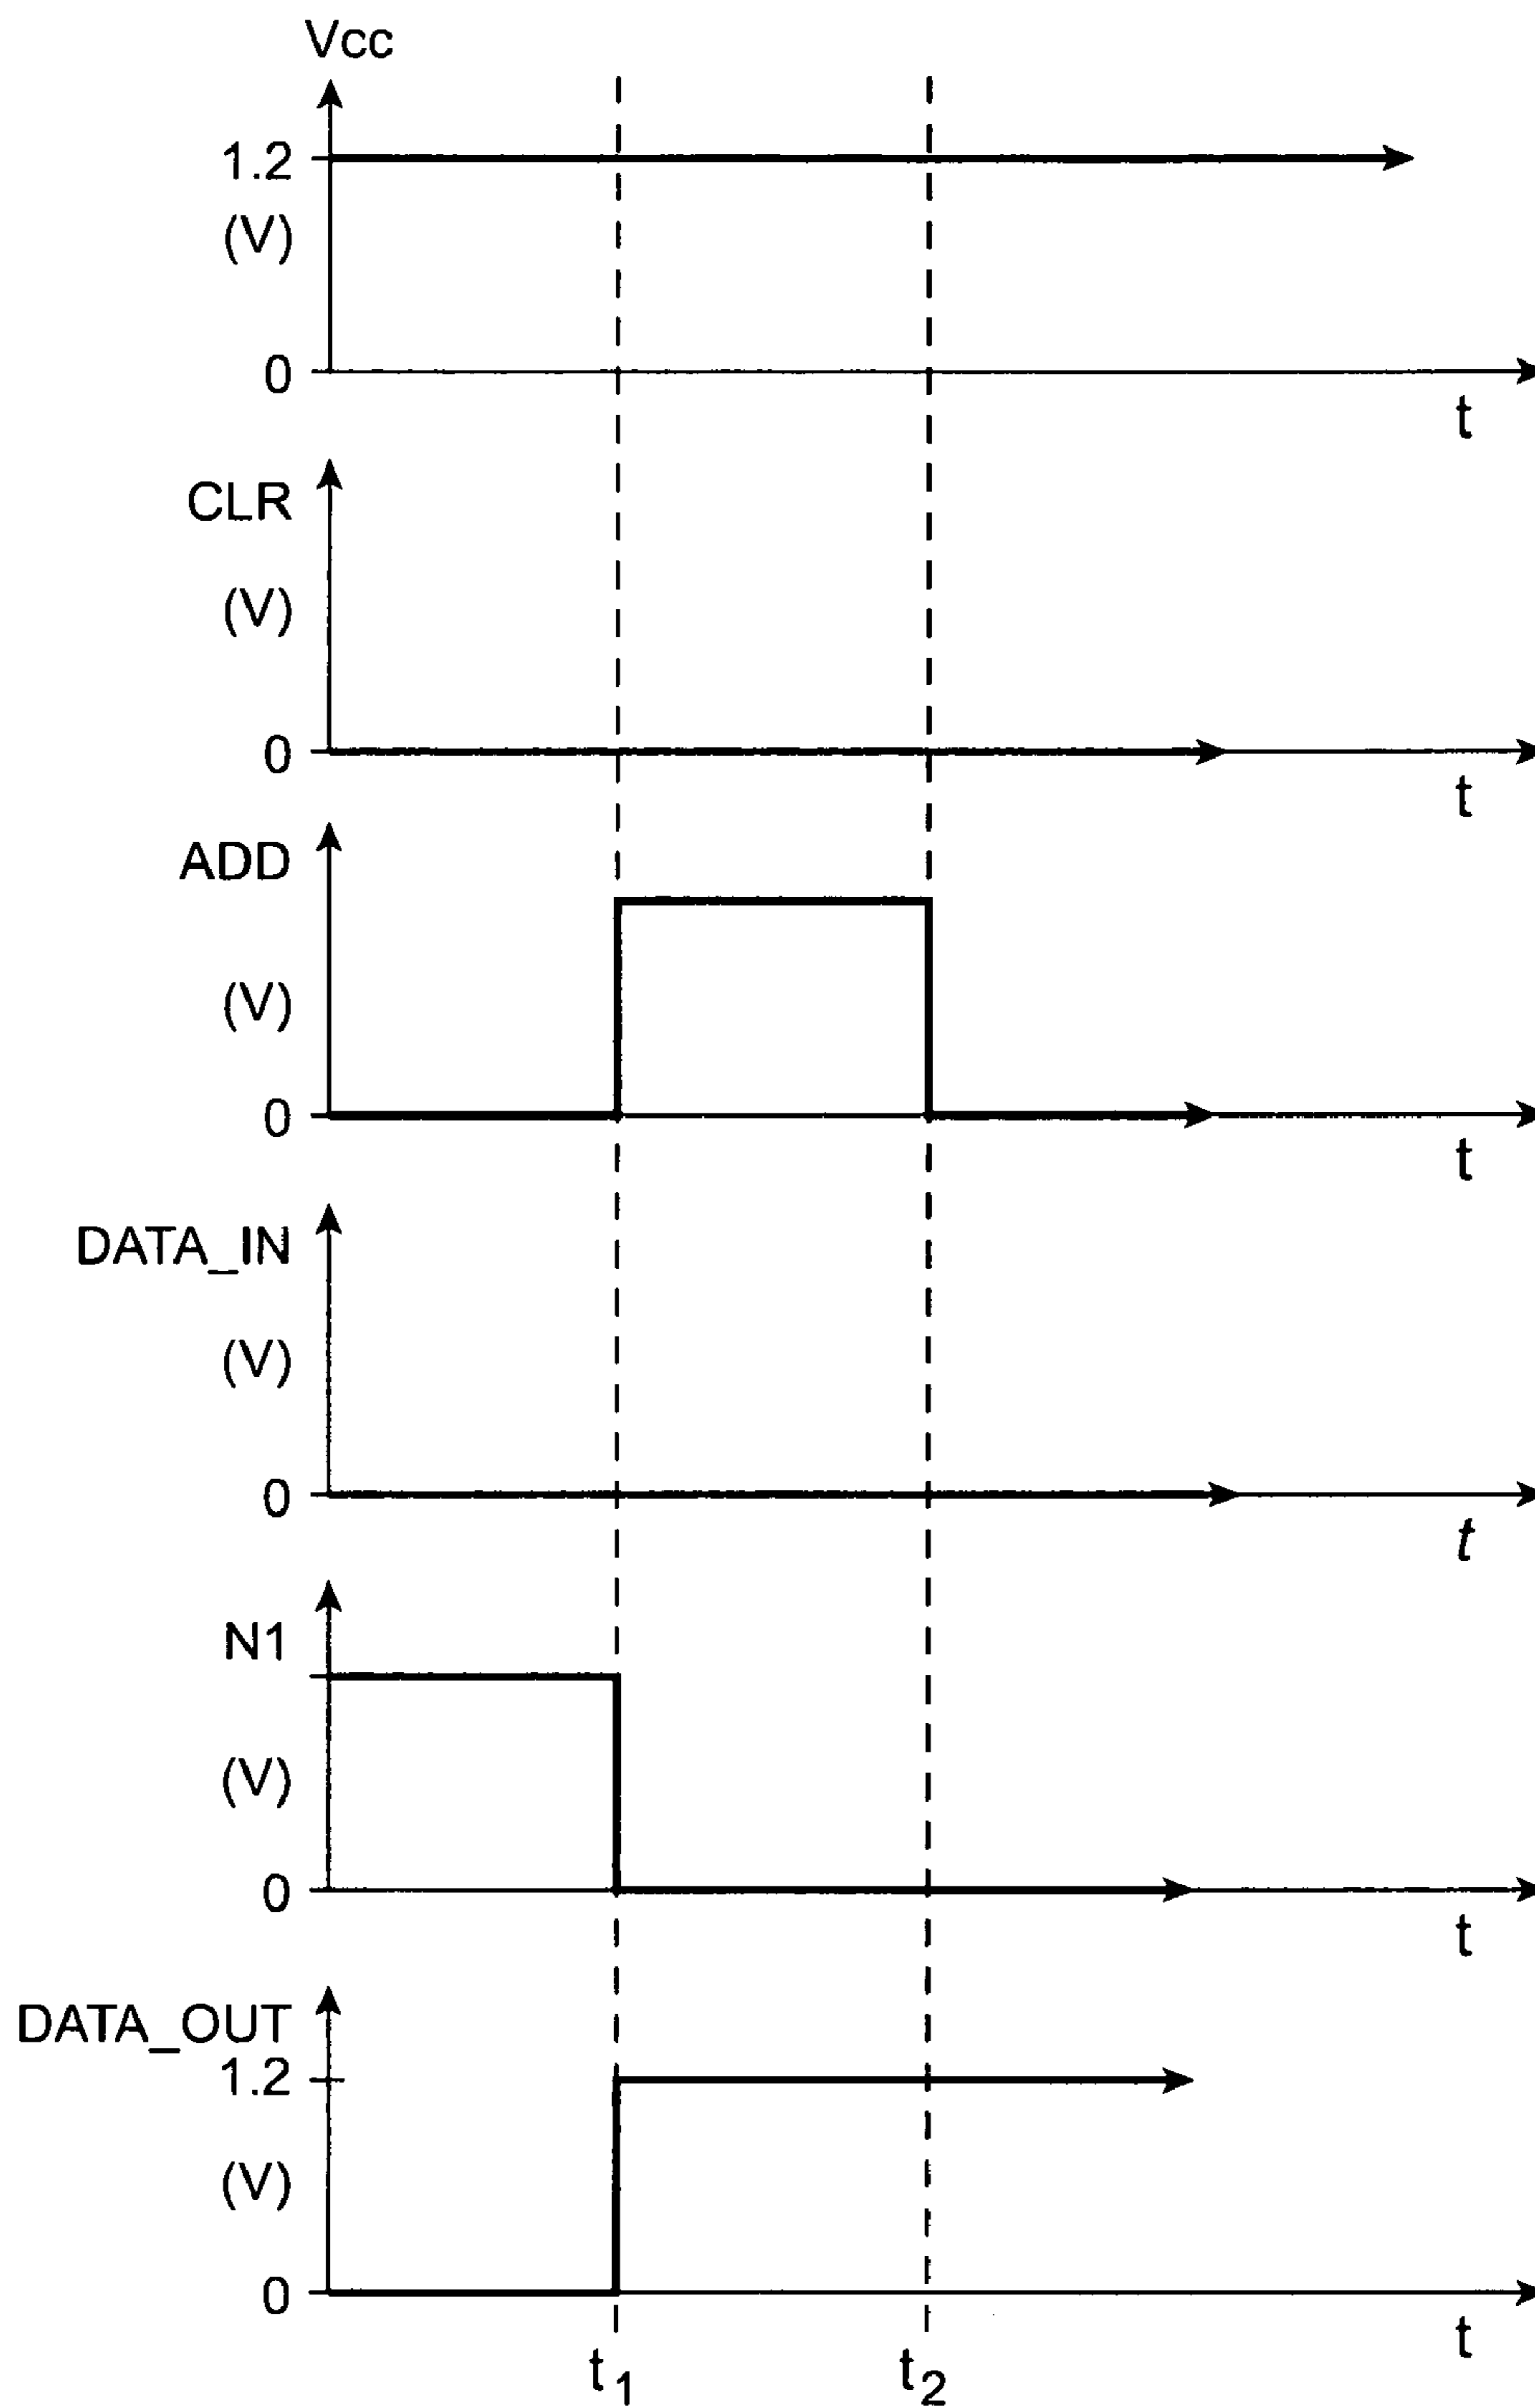 Vcc
1.2
(V)
0
t
CLR
(V)
0
t
ADD
(V)
0
t
DATA_IN
(V)
0
t
N1
(V)
0
t
DATA_OUT
1.2
(V)
0
t
t1 t2